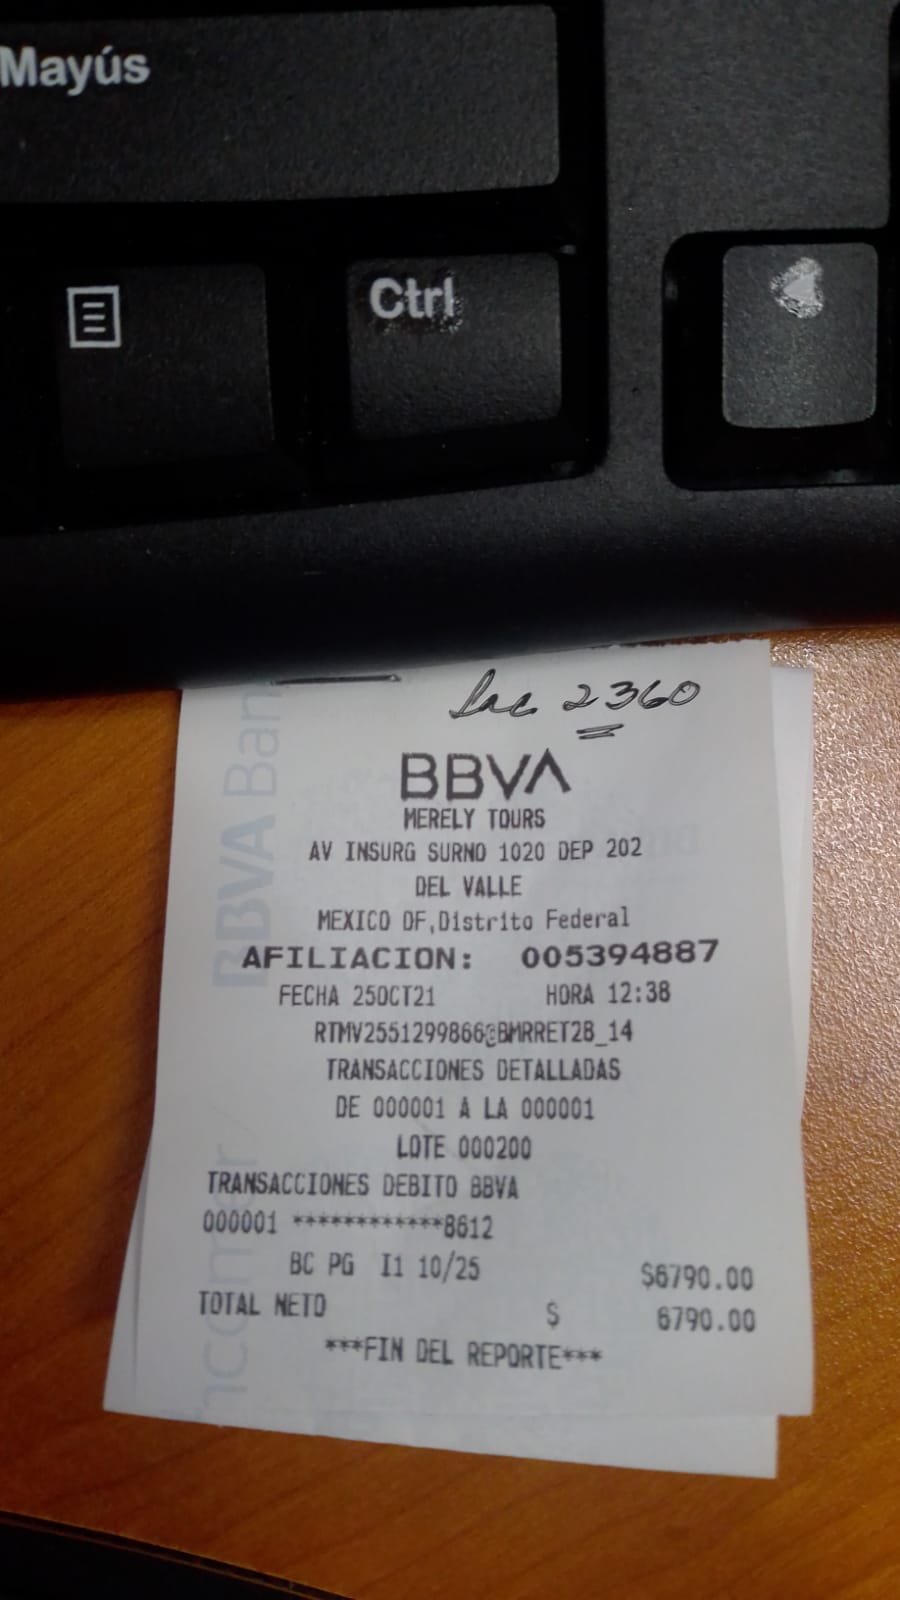 Mayús
Ctrl
2360
BBVA
MERELY TOURS
AV INSURG SURNO 1020 DEP 202
DEL VALLE
MEXICO DF,Distrito Federal
AFILIACION: 005394887
FECHA 25OCT21 HORA 12:38
RTMV2551299866@BMRRET2B_14
TRANSACCIONES DETALLADAS
DE 000001 A LA 000001
LOTE 000200
TRANSACCIONES DEBITO BBVA
000001 ************8612
BC PG I1 10/25 $6790.00
TOTAL NETO $ 6790.00
***FIN DEL REPORTE***
BBVA Ban